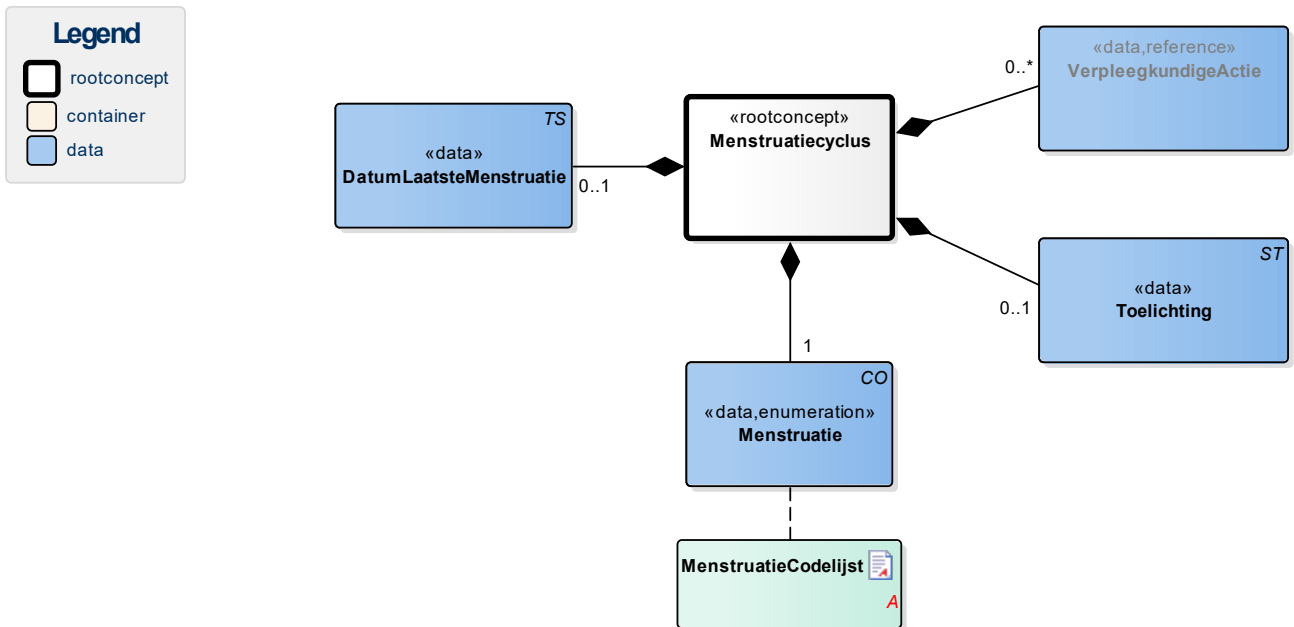 Legend
rootconcept
container
data
TS
«data»
DatumLaatsteMenstruatie
0..1
«rootconcept»
Menstruatiecyclus
0..*
«data,reference»
VerpleegkundigeActie
0..1
ST
«data»
Toelichting
1
CO
«data,enumeration»
Menstruatie
MenstruatieCodelijst
A